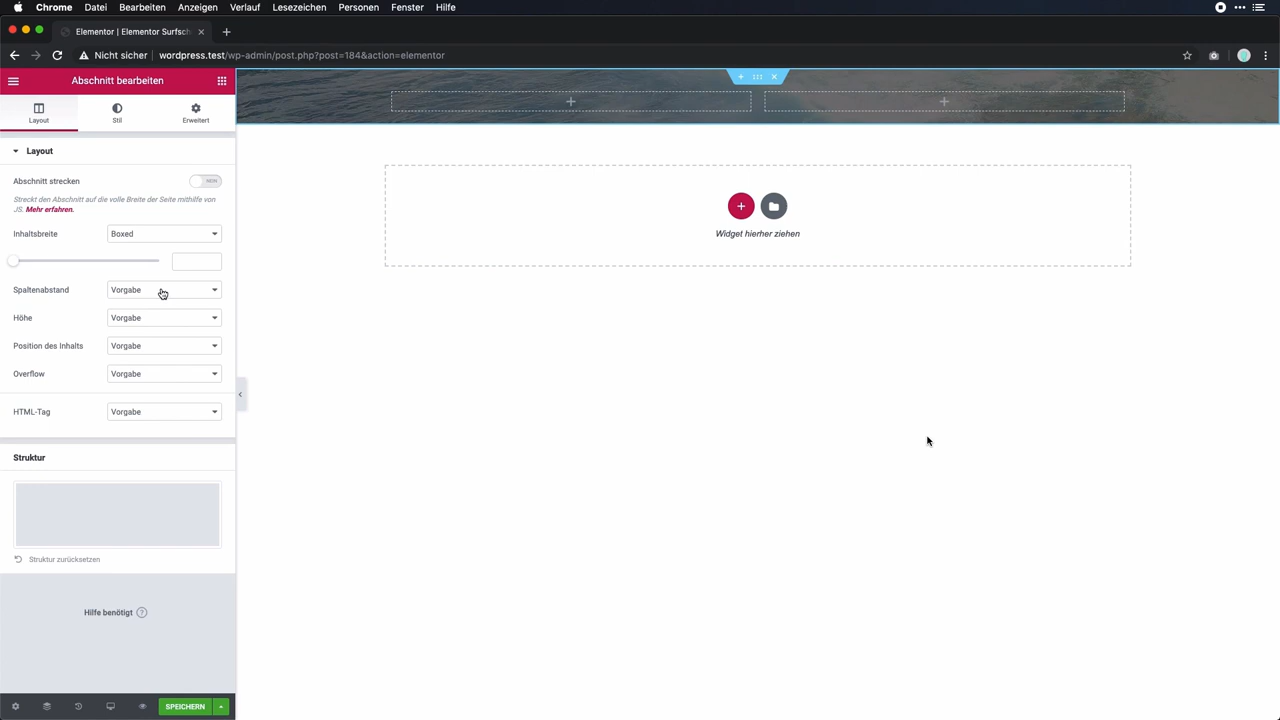 Chrome Datei Bearbeiten Anzeigen Verlauf Lesezeichen Personen Fenster Hilfe
Elementor | Elementor Surfsch
Nicht sicher | wordpress.test/wp-admin/post.php?post=184&action=elementor
Abschnitt bearbeiten
Layout Stil Erweitert
Layout
Abschnitt strecken NEIN
Streckt den Abschnitt auf die volle Breite der Seite mithilfe von
JS. Mehr erfahren.
Inhaltsbreite Boxed
Spaltenabstand Vorgabe
Höhe Vorgabe
Position des Inhalts Vorgabe
Overflow Vorgabe
HTML-Tag Vorgabe
Struktur
Struktur zurücksetzen
Hilfe benötigt ?
SPEICHERN
Widget hierher ziehen